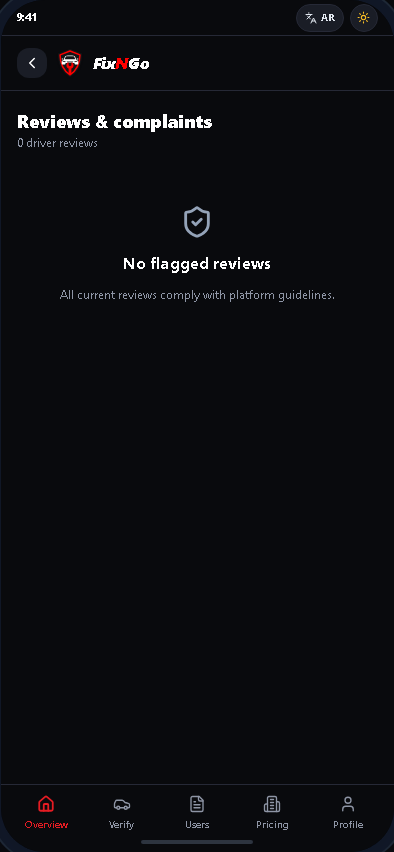 9:41
AR
FixNGo
Reviews & complaints
0 driver reviews
No flagged reviews
All current reviews comply with platform guidelines.
Overview Verify Users Pricing Profile